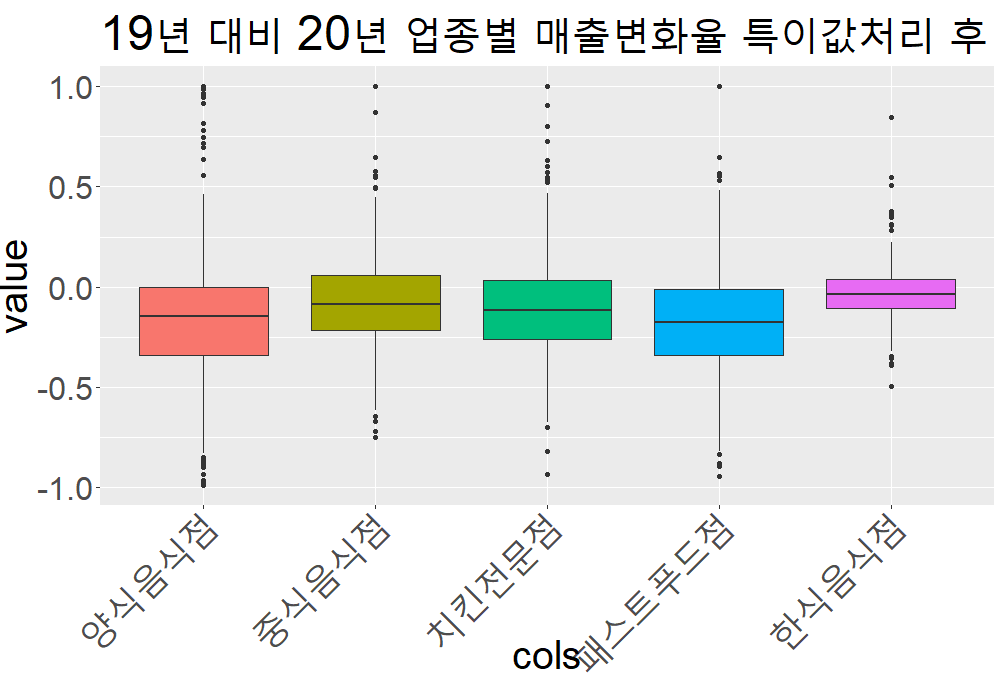 19년 대비 20년 업종별 매출변화율 특이값처리 후
value
1.0
0.5
0.0
-0.5
-1.0
양식음식점
중식음식점
치킨전문점
패스트푸드점
한식음식점
cols